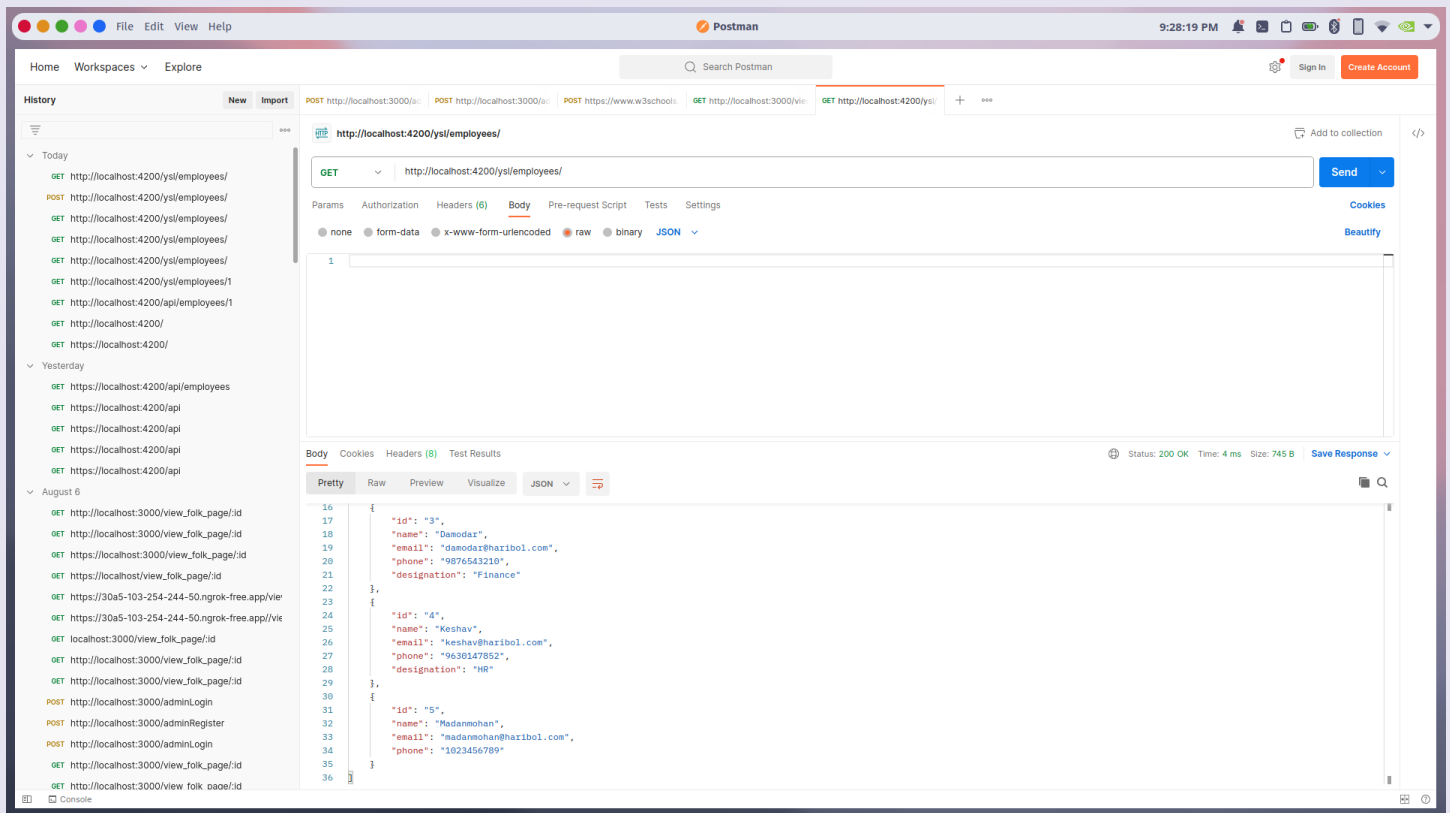 File Edit View Help
Postman
9:28:19 PM
Home Workspaces Explore
Search Postman
Sign In Create Account
History New Import
POST http://localhost:3000/ac
POST http://localhost:3000/ac
POST https://www.w3schools.
GET http://localhost:3000/vie
GET http://localhost:4200/ysl/
Today
GET http://localhost:4200/ysl/employees/
POST http://localhost:4200/ysl/employees/
GET http://localhost:4200/ysl/employees/
GET http://localhost:4200/ysl/employees/
GET http://localhost:4200/ysl/employees/
GET http://localhost:4200/ysl/employees/1
GET http://localhost:4200/api/employees/1
GET http://localhost:4200/
GET https://localhost:4200/
Yesterday
GET https://localhost:4200/api/employees
GET https://localhost:4200/api
GET https://localhost:4200/api
GET https://localhost:4200/api
GET https://localhost:4200/api
August 6
GET http://localhost:3000/view_folk_page/:id
GET http://localhost:3000/view_folk_page/:id
GET https://localhost:3000/view_folk_page/:id
GET https://localhost/view_folk_page/:id
GET https://30a5-103-254-244-50.ngrok-free.app/view
GET https://30a5-103-254-244-50.ngrok-free.app//vie
GET localhost:3000/view_folk_page/:id
GET http://localhost:3000/view_folk_page/:id
GET http://localhost:3000/view_folk_page/:id
POST http://localhost:3000/adminLogin
POST http://localhost:3000/adminRegister
POST http://localhost:3000/adminLogin
GET http://localhost:3000/view_folk_page/:id
GET http://localhost:3000/view_folk_page/:id
Console
HTTP http://localhost:4200/ysl/employees/
Add to collection
</>
GET http://localhost:4200/ysl/employees/
Send
Params Authorization Headers (6) Body Pre-request Script Tests Settings
Cookies
none form-data x-www-form-urlencoded raw binary JSON
Beautify
1
Body Cookies Headers (8) Test Results
Status: 200 OK Time: 4 ms Size: 745 B Save Response
Pretty Raw Preview Visualize JSON
16 {
17 "id": "3",
18 "name": "Damodar",
19 "email": "damodar@haribol.com",
20 "phone": "9876543210",
21 "designation": "Finance"
22 },
23 {
24 "id": "4",
25 "name": "Keshav",
26 "email": "keshav@haribol.com",
27 "phone": "9630147852",
28 "designation": "HR"
29 },
30 {
31 "id": "5",
32 "name": "Madanmohan",
33 "email": "madanmohan@haribol.com",
34 "phone": "1023456789"
35 }
36 ]